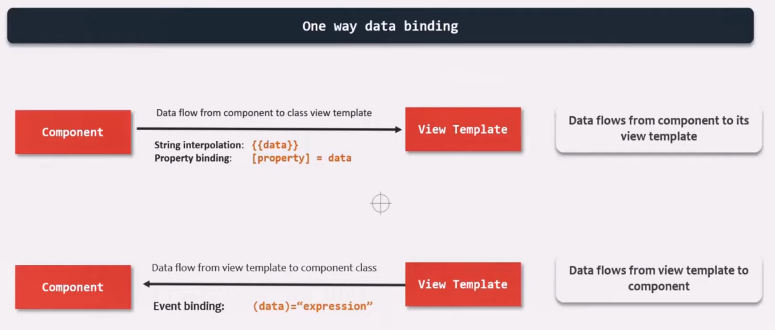 One way data binding
Data flow from component to class view template
Component
View Template
String interpolation: {{data}}
Property binding: [property] = data
Data flows from component to its
view template
Data flow from view template to component class
Component
View Template
Event binding: (data)=“expression”
Data flows from view template to
component